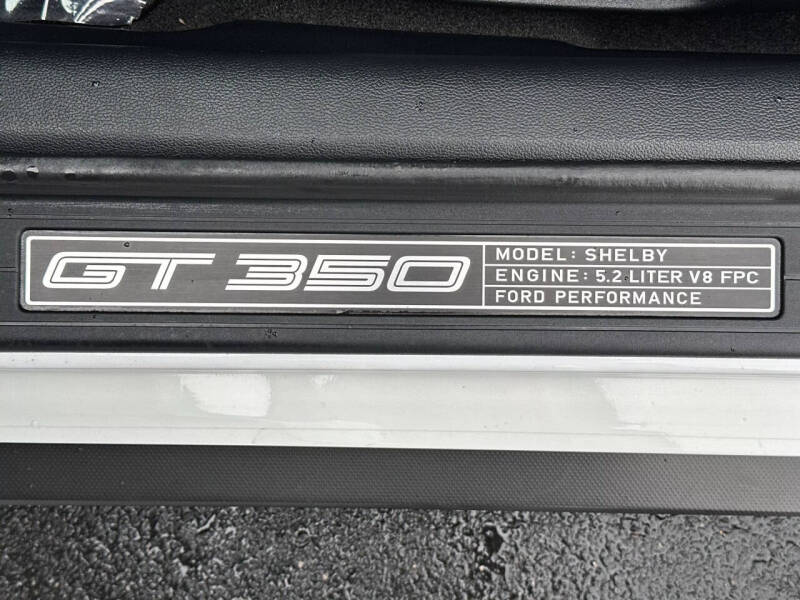 GT 350
MODEL: SHELBY
ENGINE: 5.2 LITER V8 FPC
FORD PERFORMANCE